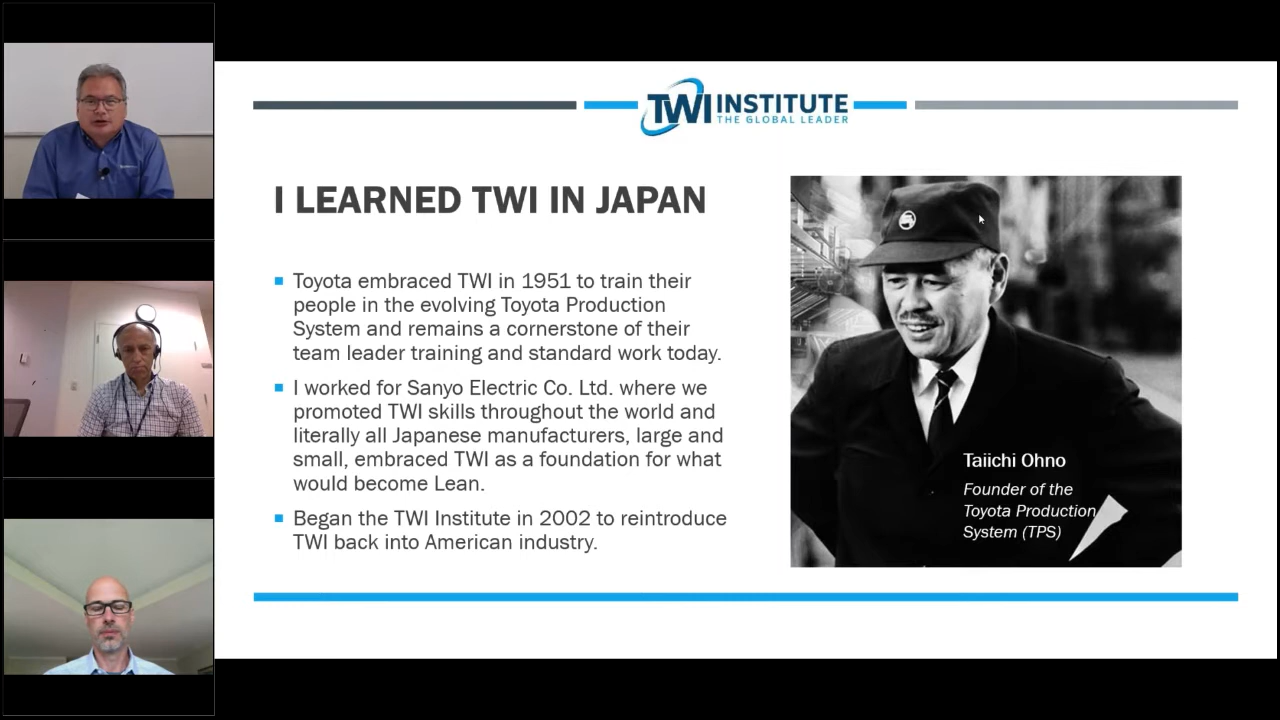 TWI INSTITUTE
THE GLOBAL LEADER
I LEARNED TWI IN JAPAN
Toyota embraced TWI in 1951 to train their
people in the evolving Toyota Production
System and remains a cornerstone of their
team leader training and standard work today.
I worked for Sanyo Electric Co. Ltd. where we
promoted TWI skills throughout the world and
literally all Japanese manufacturers, large and
small, embraced TWI as a foundation for what
would become Lean.
Began the TWI Institute in 2002 to reintroduce
TWI back into American industry.
Taiichi Ohno
Founder of the
Toyota Production
System (TPS)